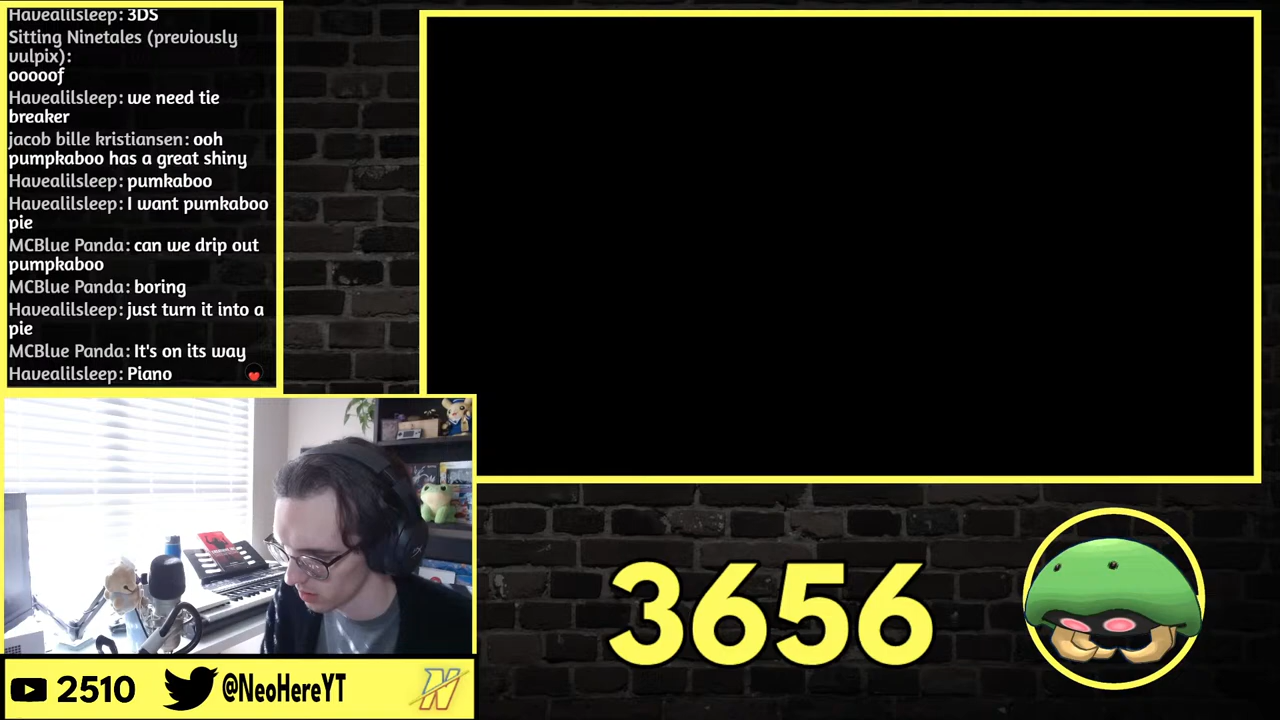 Havealilsleep: 3DS
Sitting Ninetales (previously
vulpix):
ooooof
Havealilsleep: we need tie
breaker
jacob bille kristiansen: ooh
pumpkaboo has a great shiny
Havealilsleep: pumkaboo
Havealilsleep: I want pumkaboo
pie
MCBlue Panda: can we drip out
pumpkaboo
MCBlue Panda: boring
Havealilsleep: just turn it into a
pie
MCBlue Panda: It's on its way
Havealilsleep: Piano
3656
2510
@NeoHereYT
N